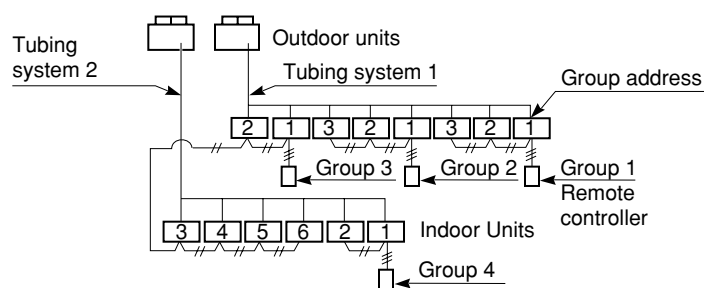 Tubing
system 2
Outdoor units
Tubing system 1
Group address
2 1 3 2 1 3 2 1
Group 3
Group 2
Group 1
Remote
controller
3 4 5 6 2 1
Indoor Units
Group 4